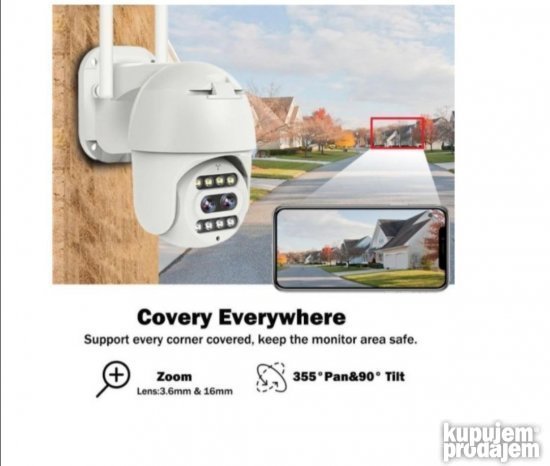 Covery Everywhere
Support every corner covered, keep the monitor area safe.
Zoom
Lens:3.6mm & 16mm
355°Pan&90° Tilt
kupujem
prodajem